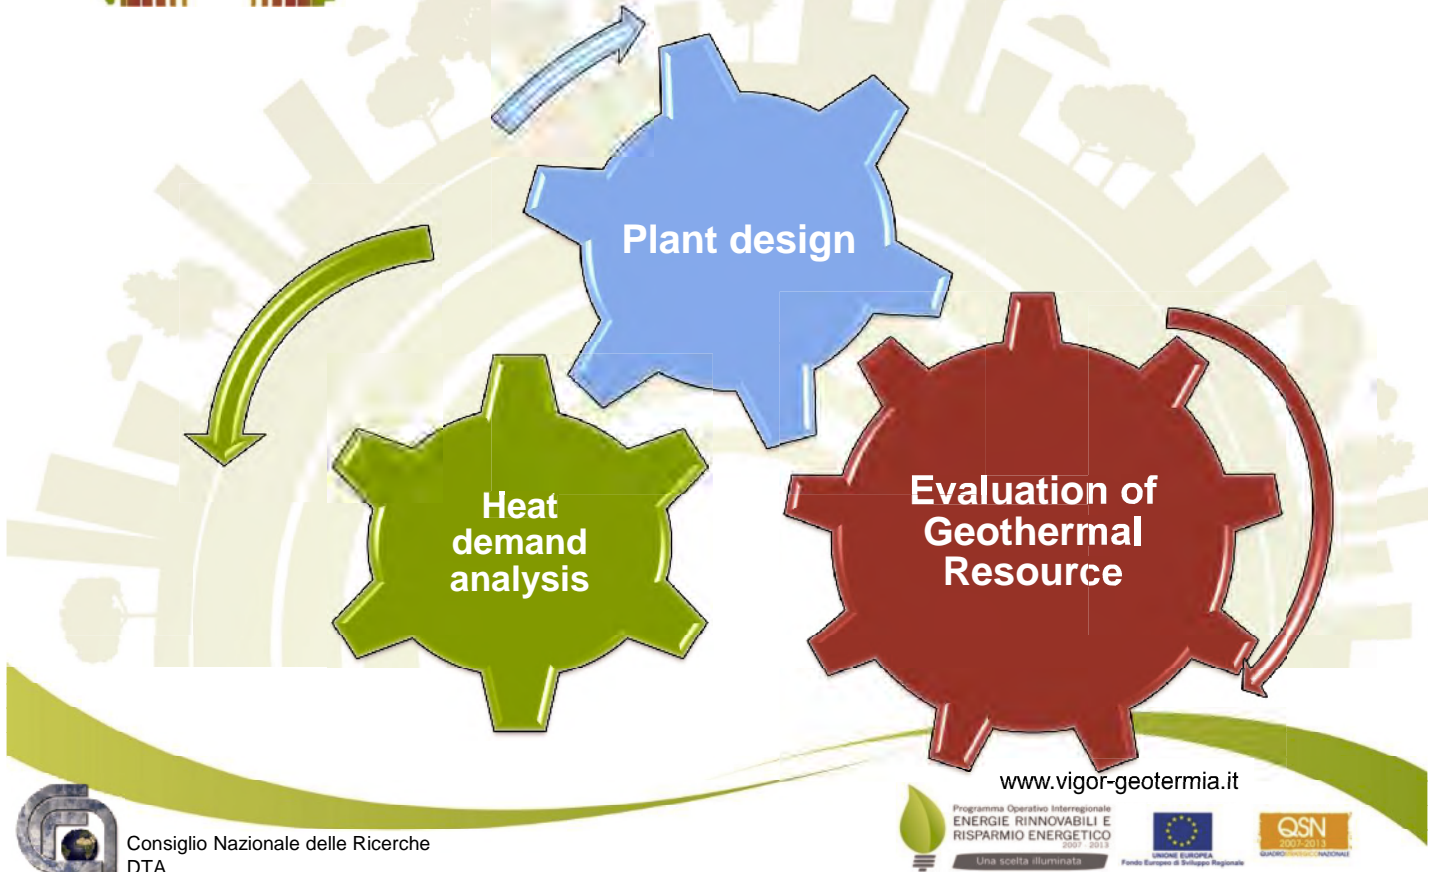 Plant design
Heat
demand
analysis
Evaluation of
Geothermal
Resource
www.vigor-geotermia.it
Consiglio Nazionale delle Ricerche
DTA
Programma Operativo Interregionale
ENERGIE RINNOVABILI E
RISPARMIO ENERGETICO
2007 - 2013
Una scelta illuminata
UNIONE EUROPEA
Fondo Europeo di Sviluppo Regionale
QSN
2007-2013
QUADROSTRATEGICONAZIONALE